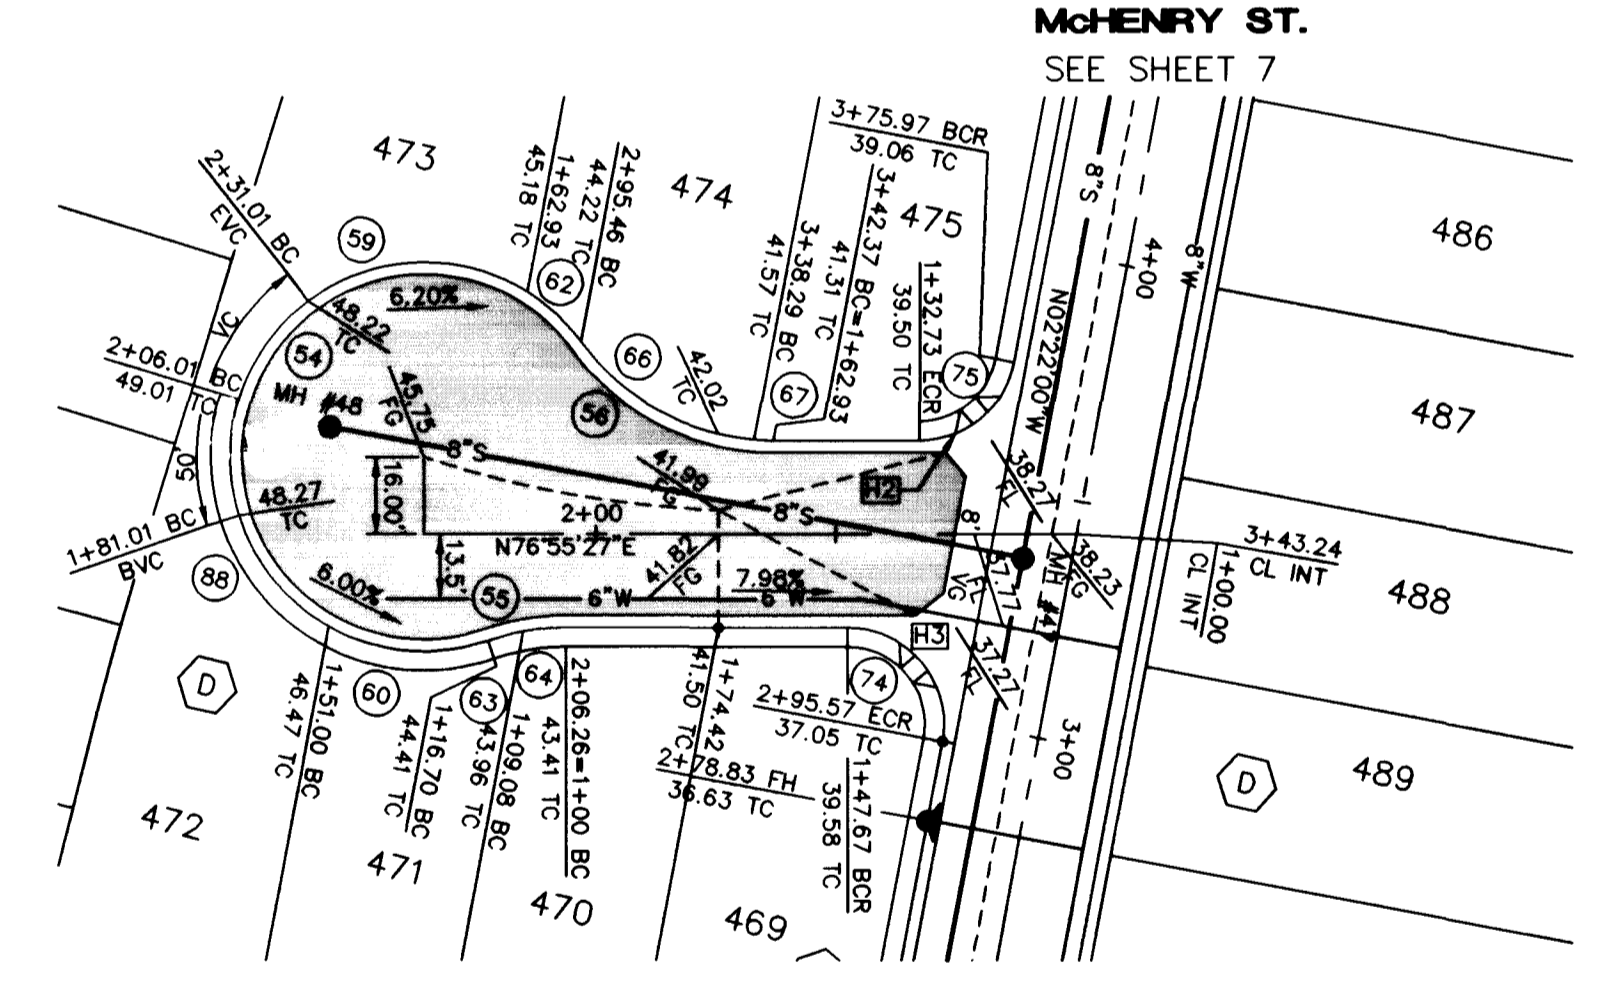 McHENRY ST.
SEE SHEET 7
473
474
475
486
487
488
489
472
471
470
469
3+75.97 BCR
39.06 TC
2+31.01 BC
EVC
59
1+62.93
45.18 TC
2+95.46 BC
44.22 TC
62
3+38.29 BC
41.57 TC
3+42.37 BC=1+62.93
41.31 TC
1+32.73 ECR
39.50 TC
8"S
4+00
8"W
N02°22'00"W
6.20%
48.22
TC
VC
54
2+06.01 BC
49.01 TC
MH #48
45.75
FG
56
66
42.02
TC
67
75
50'
8"S
16.00'
41.99
FG
H2
8"S
38.27
FL
48.27
TC
2+00
N76°55'27"E
8'
3+43.24
CL INT
1+00.00
CL INT
1+81.01 BC
BVC
88
13.5'
41.82
FG
7.98%
37.77
FL
VG
MH #47
38.23
FG
6.00%
55
6"W
6"W
H3
37.27
FL
D
1+51.00 BC
46.47 TC
60
1+16.70 BC
44.41 TC
63
1+09.08 BC
43.96 TC
64
2+06.26=1+00 BC
43.41 TC
1+74.42
41.50 TC
74
2+95.57 ECR
37.05 TC
2+78.83 FH
36.63 TC
1+47.67 BCR
39.58 TC
3+00
D